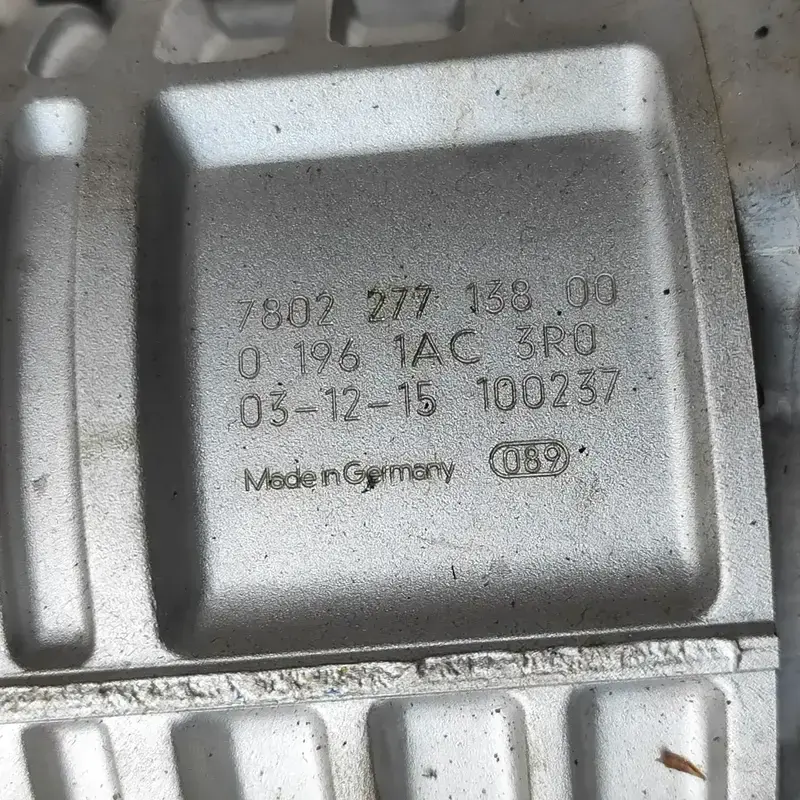 7802 277 138 00
0 196 1AC 3R0
03-12-15 100237
Made in Germany 089